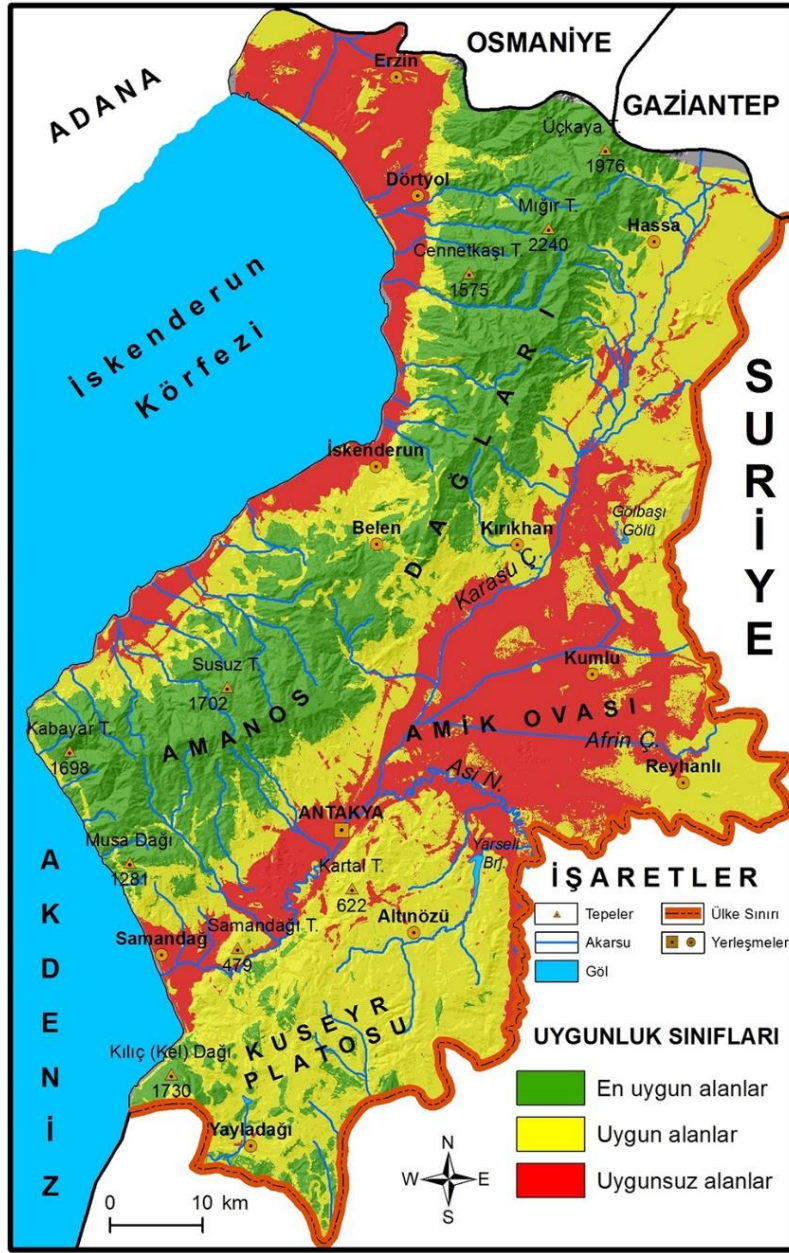 OSMANİYE
ADANA
GAZİANTEP
Erzin
Üçkaya T.
1976
Dörtyol
Mığır T.
2240
Hassa
Cennetkaşı T.
1575
İskenderun
Körfezi
SURİYE
İskenderun
Belen
Kırıkhan
Gölbaşı
Gölü
Karasu Ç.
AMANOS DAĞLARI
Susuz T.
1702
Kumlu
Kabayar T.
1698
AMİK OVASI
Afrin Ç.
Reyhanlı
Asi N.
ANTAKYA
Musa Dağı
1281
Kartal T.
622
Yarseli
Brj.
Altınözü
Samandağ
Samandağı T.
479
AKDENİZ
KUSEYR
PLATOSU
Kılıç (Kel) Dağı
1730
Yayladağı
İŞARETLER
Tepeler
Ülke Sınırı
Akarsu
Yerleşmeler
Göl
UYGUNLUK SINIFLARI
En uygun alanlar
Uygun alanlar
Uygunsuz alanlar
N
W E
S
0 10 km